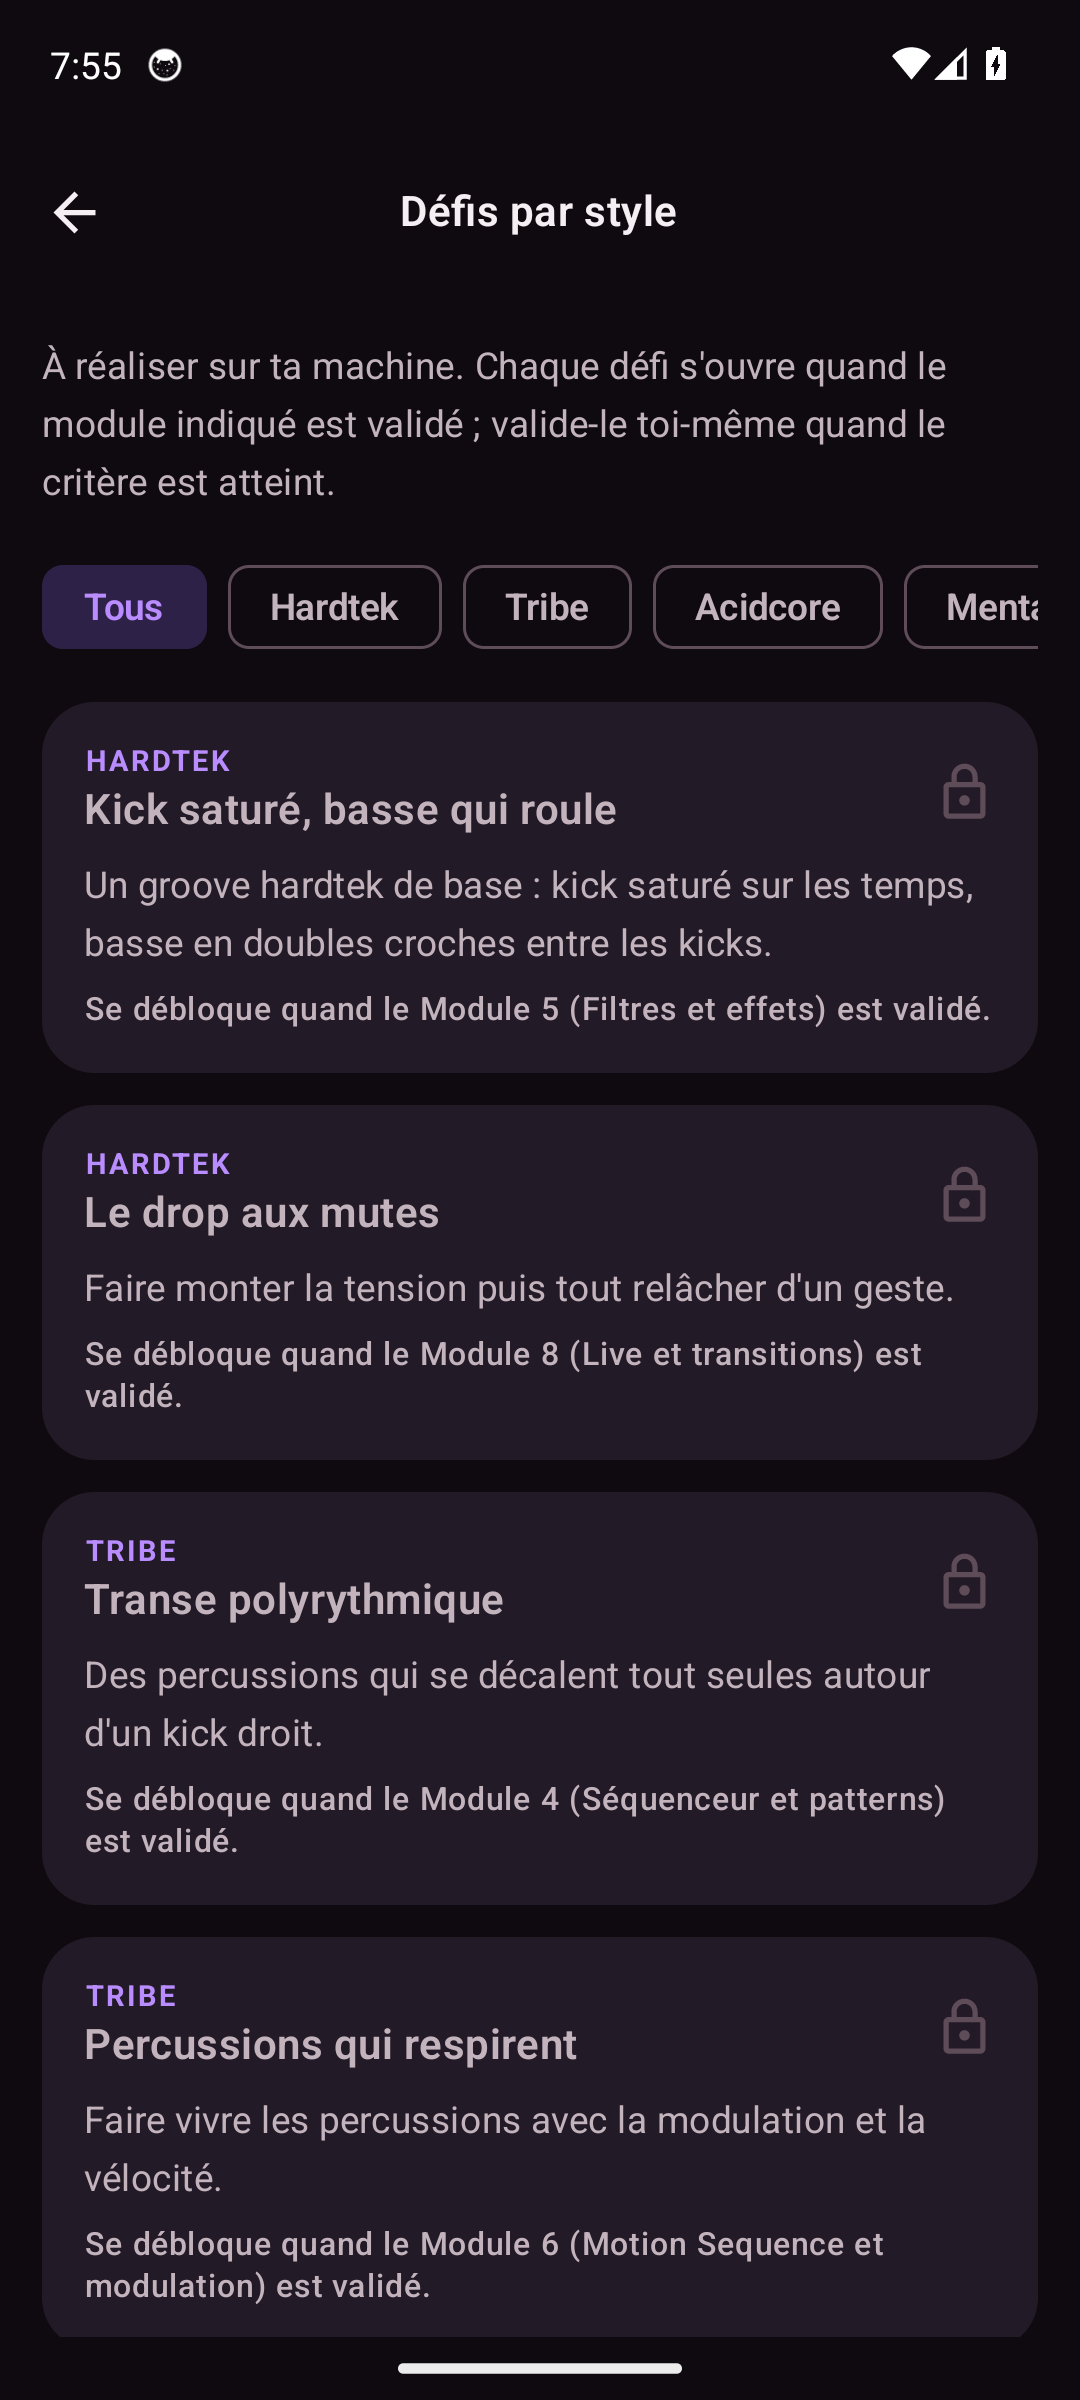 7:55
Défis par style
À réaliser sur ta machine. Chaque défi s'ouvre quand le
module indiqué est validé ; valide-le toi-même quand le
critère est atteint.
Tous
Hardtek
Tribe
Acidcore
Menta
HARDTEK
Kick saturé, basse qui roule
Un groove hardtek de base : kick saturé sur les temps,
basse en doubles croches entre les kicks.
Se débloque quand le Module 5 (Filtres et effets) est validé.
HARDTEK
Le drop aux mutes
Faire monter la tension puis tout relâcher d'un geste.
Se débloque quand le Module 8 (Live et transitions) est
validé.
TRIBE
Transe polyrythmique
Des percussions qui se décalent tout seules autour
d'un kick droit.
Se débloque quand le Module 4 (Séquenceur et patterns)
est validé.
TRIBE
Percussions qui respirent
Faire vivre les percussions avec la modulation et la
vélocité.
Se débloque quand le Module 6 (Motion Sequence et
modulation) est validé.